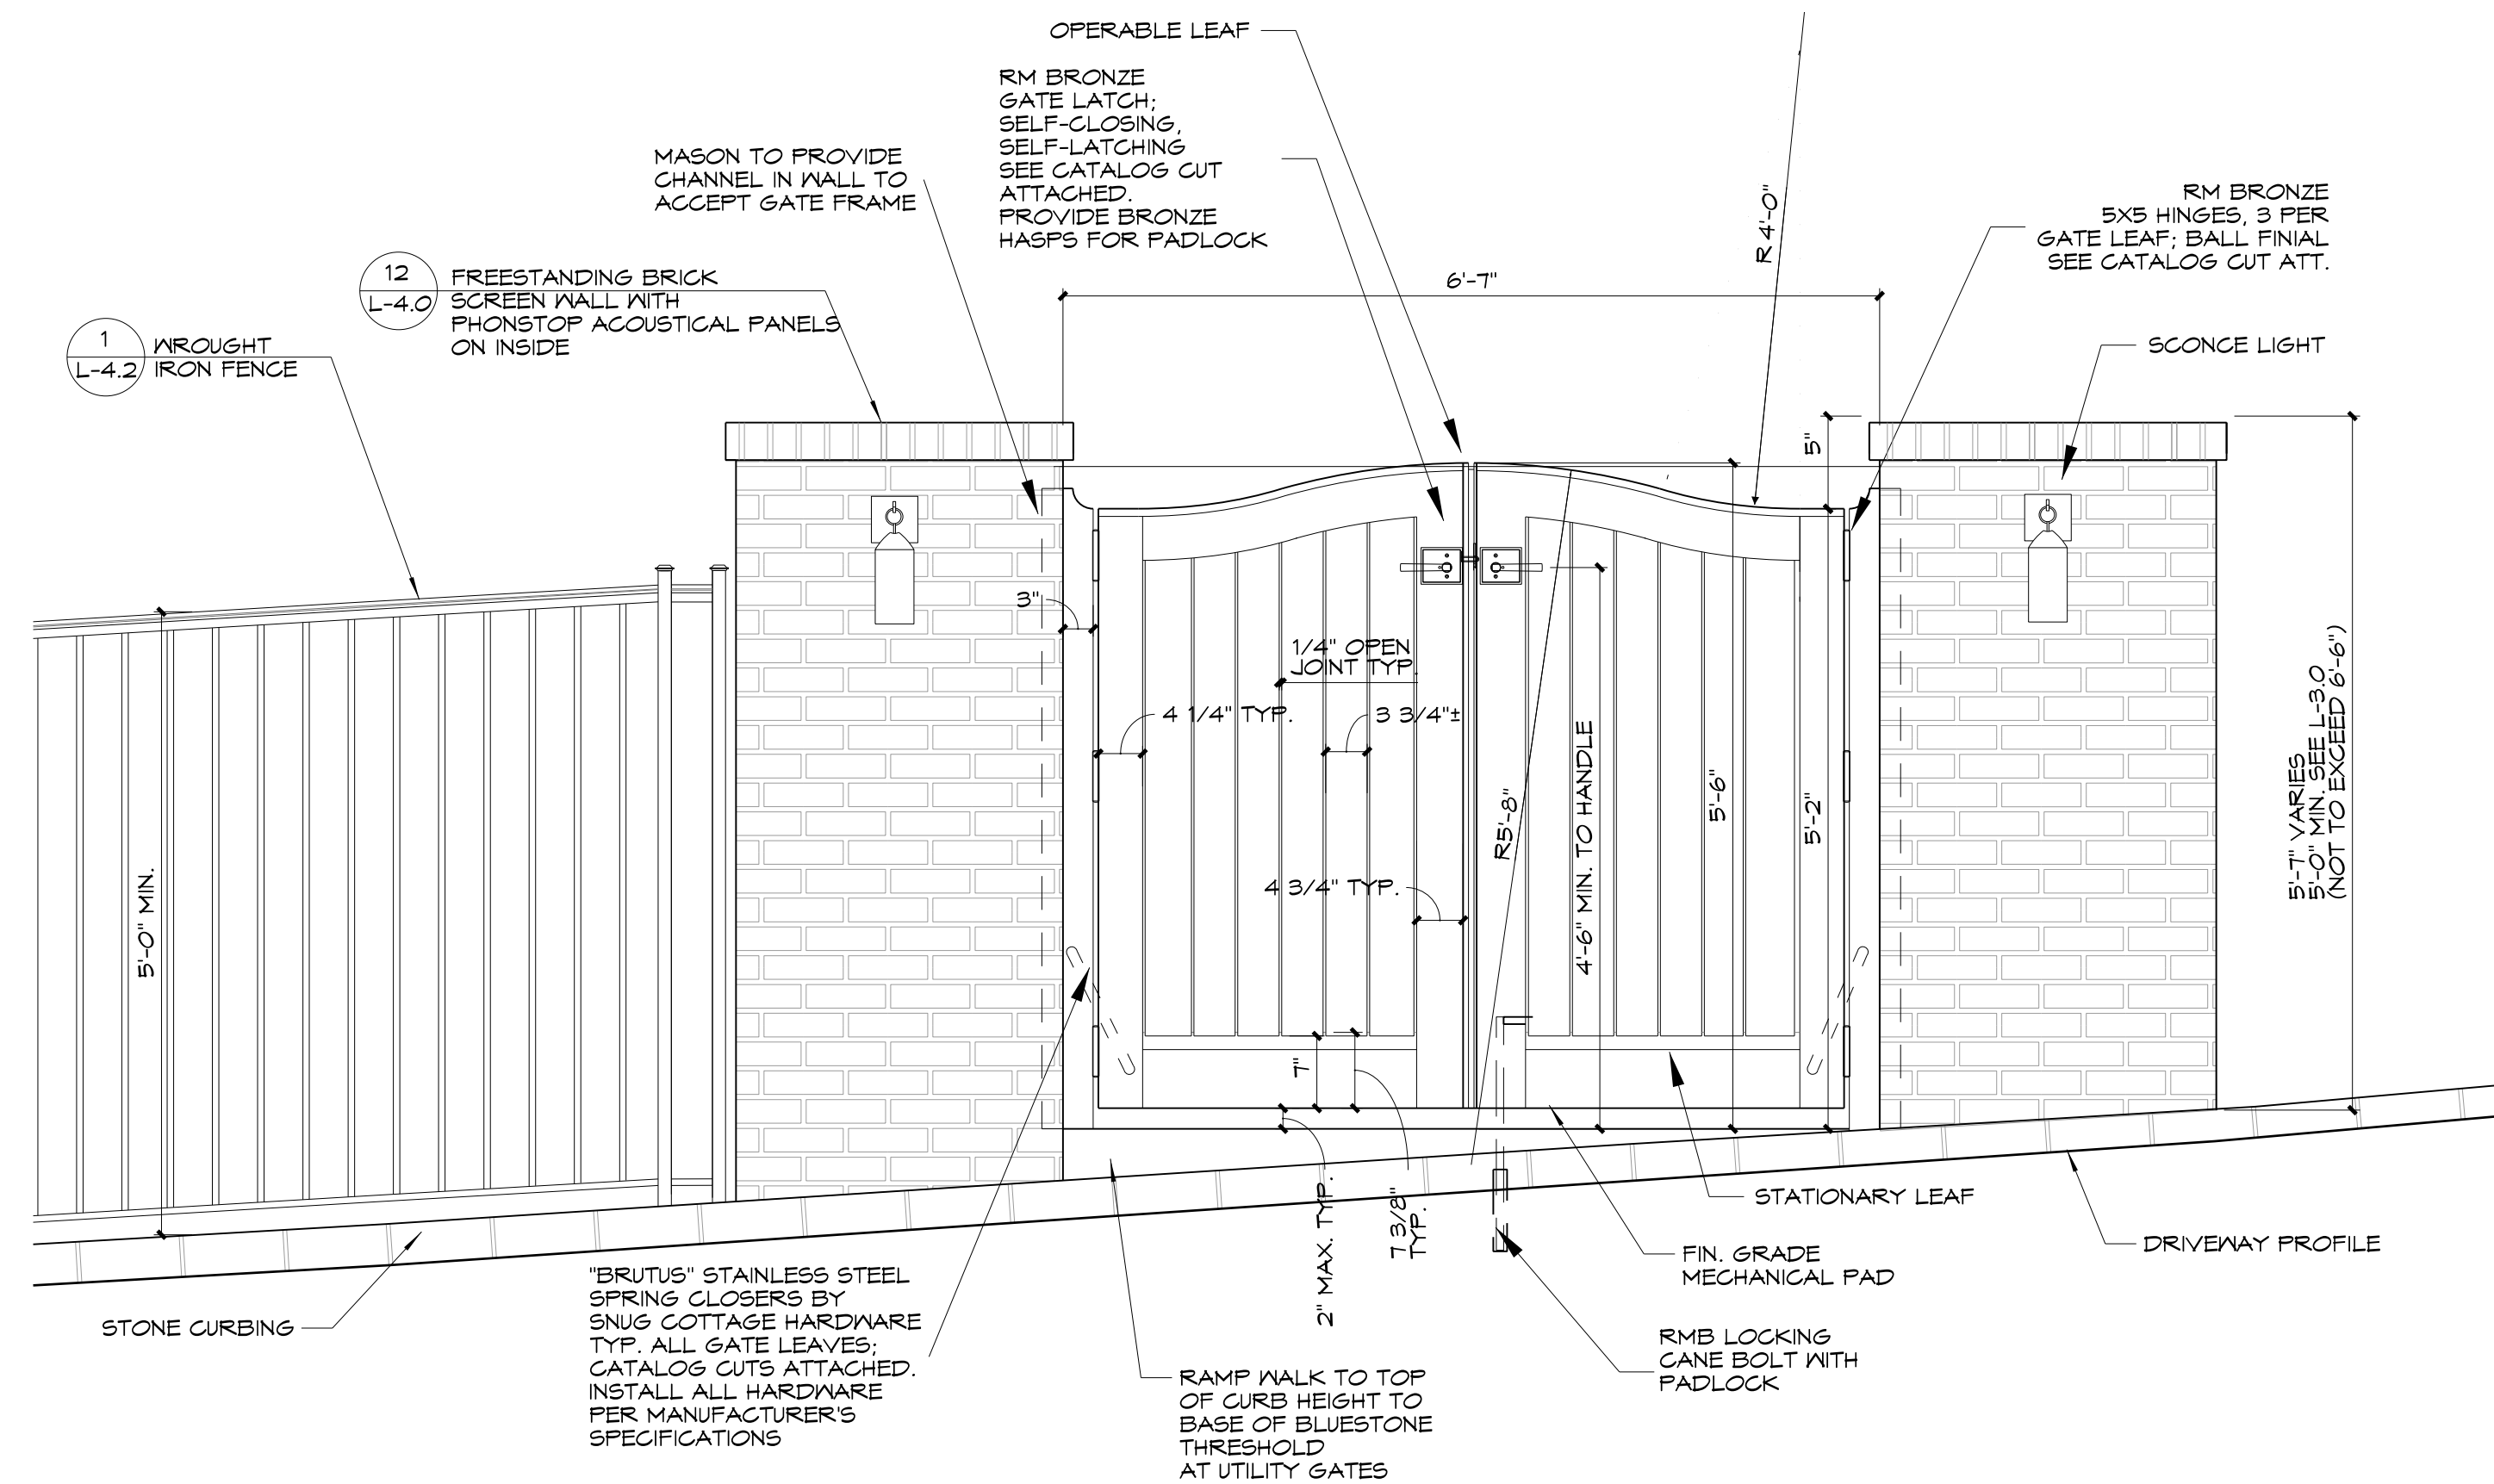 OPERABLE LEAF
RM BRONZE
GATE LATCH;
SELF-CLOSING,
SELF-LATCHING
SEE CATALOG CUT
ATTACHED.
PROVIDE BRONZE
HASPS FOR PADLOCK
MASON TO PROVIDE
CHANNEL IN WALL TO
ACCEPT GATE FRAME
12
L-4.0
FREESTANDING BRICK
SCREEN WALL WITH
PHONSTOP ACOUSTICAL PANELS
ON INSIDE
1
L-4.2
WROUGHT
IRON FENCE
R 4'-0"
6'-7"
RM BRONZE
5X5 HINGES, 3 PER
GATE LEAF; BALL FINIAL
SEE CATALOG CUT ATT.
SCONCE LIGHT
5"
3"
1/4" OPEN
JOINT TYP.
4 1/4" TYP.
3 3/4"±
4 3/4" TYP.
R5'-8"
4'-6" MIN. TO HANDLE
5'-6"
5'-2"
5'-7" VARIES
5'-0" MIN. SEE L-3.0
(NOT TO EXCEED 6'-6")
5'-0" MIN.
7"
2" MAX. TYP.
7 3/8"
TYP.
STATIONARY LEAF
FIN. GRADE
MECHANICAL PAD
DRIVEWAY PROFILE
STONE CURBING
"BRUTUS" STAINLESS STEEL
SPRING CLOSERS BY
SNUG COTTAGE HARDWARE
TYP. ALL GATE LEAVES;
CATALOG CUTS ATTACHED.
INSTALL ALL HARDWARE
PER MANUFACTURER'S
SPECIFICATIONS
RAMP WALK TO TOP
OF CURB HEIGHT TO
BASE OF BLUESTONE
THRESHOLD
AT UTILITY GATES
RMB LOCKING
CANE BOLT WITH
PADLOCK